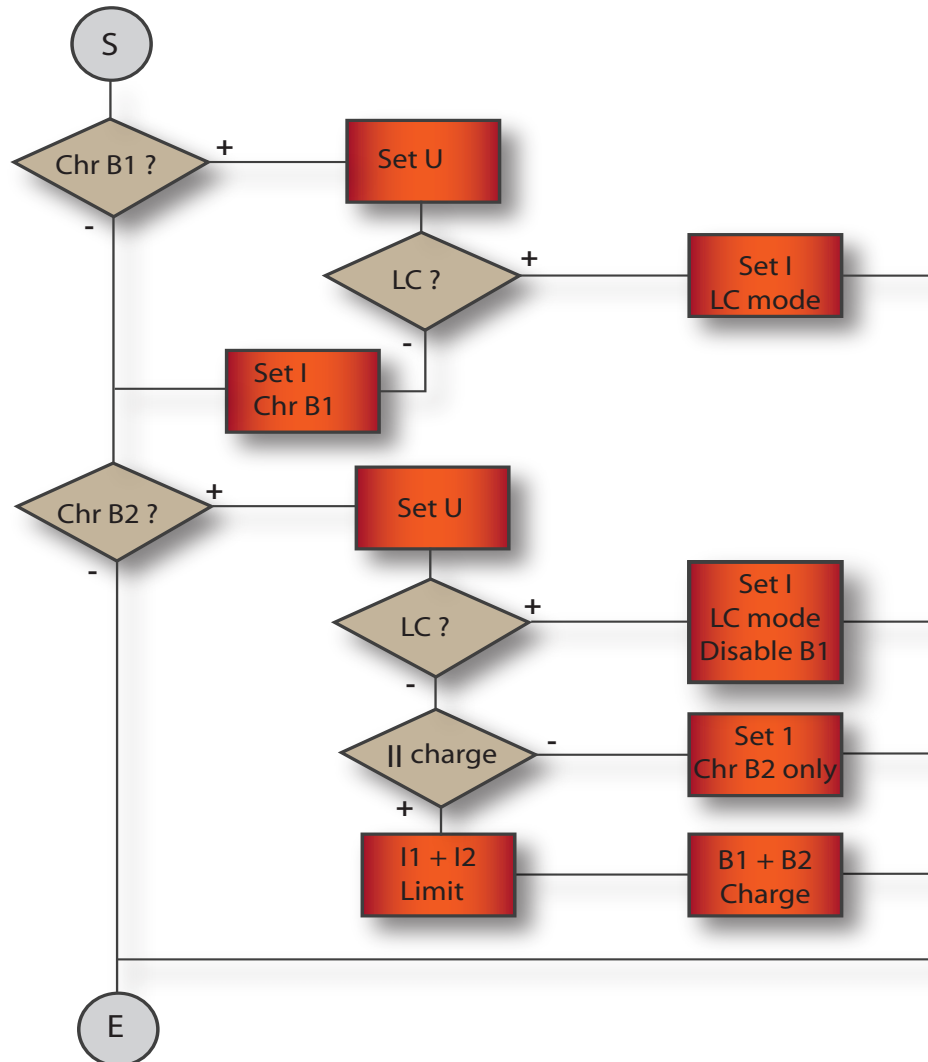 S
Chr B1 ?
+
-
Set U
LC ?
+
-
Set I
LC mode
Set I
Chr B1
Chr B2 ?
+
-
Set U
LC ?
+
-
Set I
LC mode
Disable B1
|| charge
-
+
Set 1
Chr B2 only
I1 + I2
Limit
B1 + B2
Charge
E